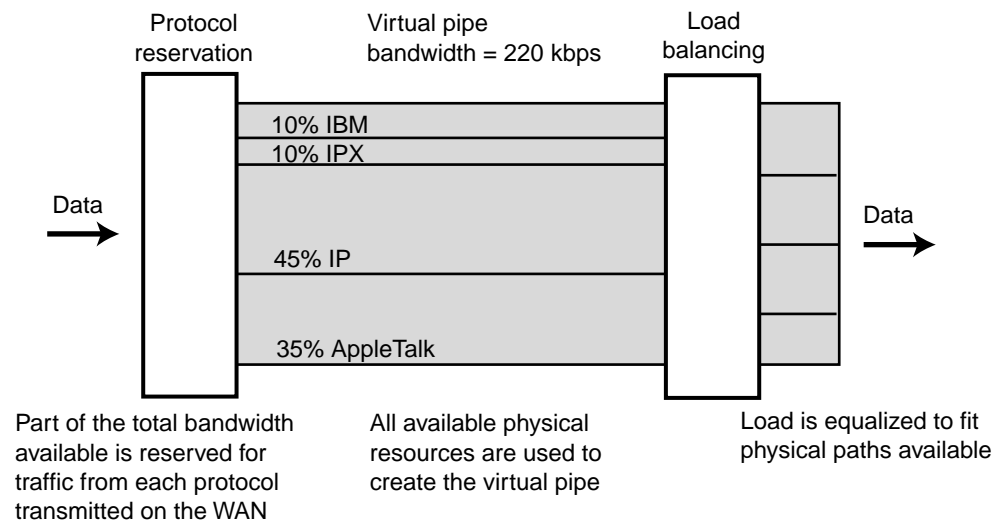 Protocol
reservation
Virtual pipe
bandwidth = 220 kbps
Load
balancing
10% IBM
10% IPX
Data
Data
45% IP
35% AppleTalk
Part of the total bandwidth
available is reserved for
traffic from each protocol
transmitted on the WAN
All available physical
resources are used to
create the virtual pipe
Load is equalized to fit
physical paths available